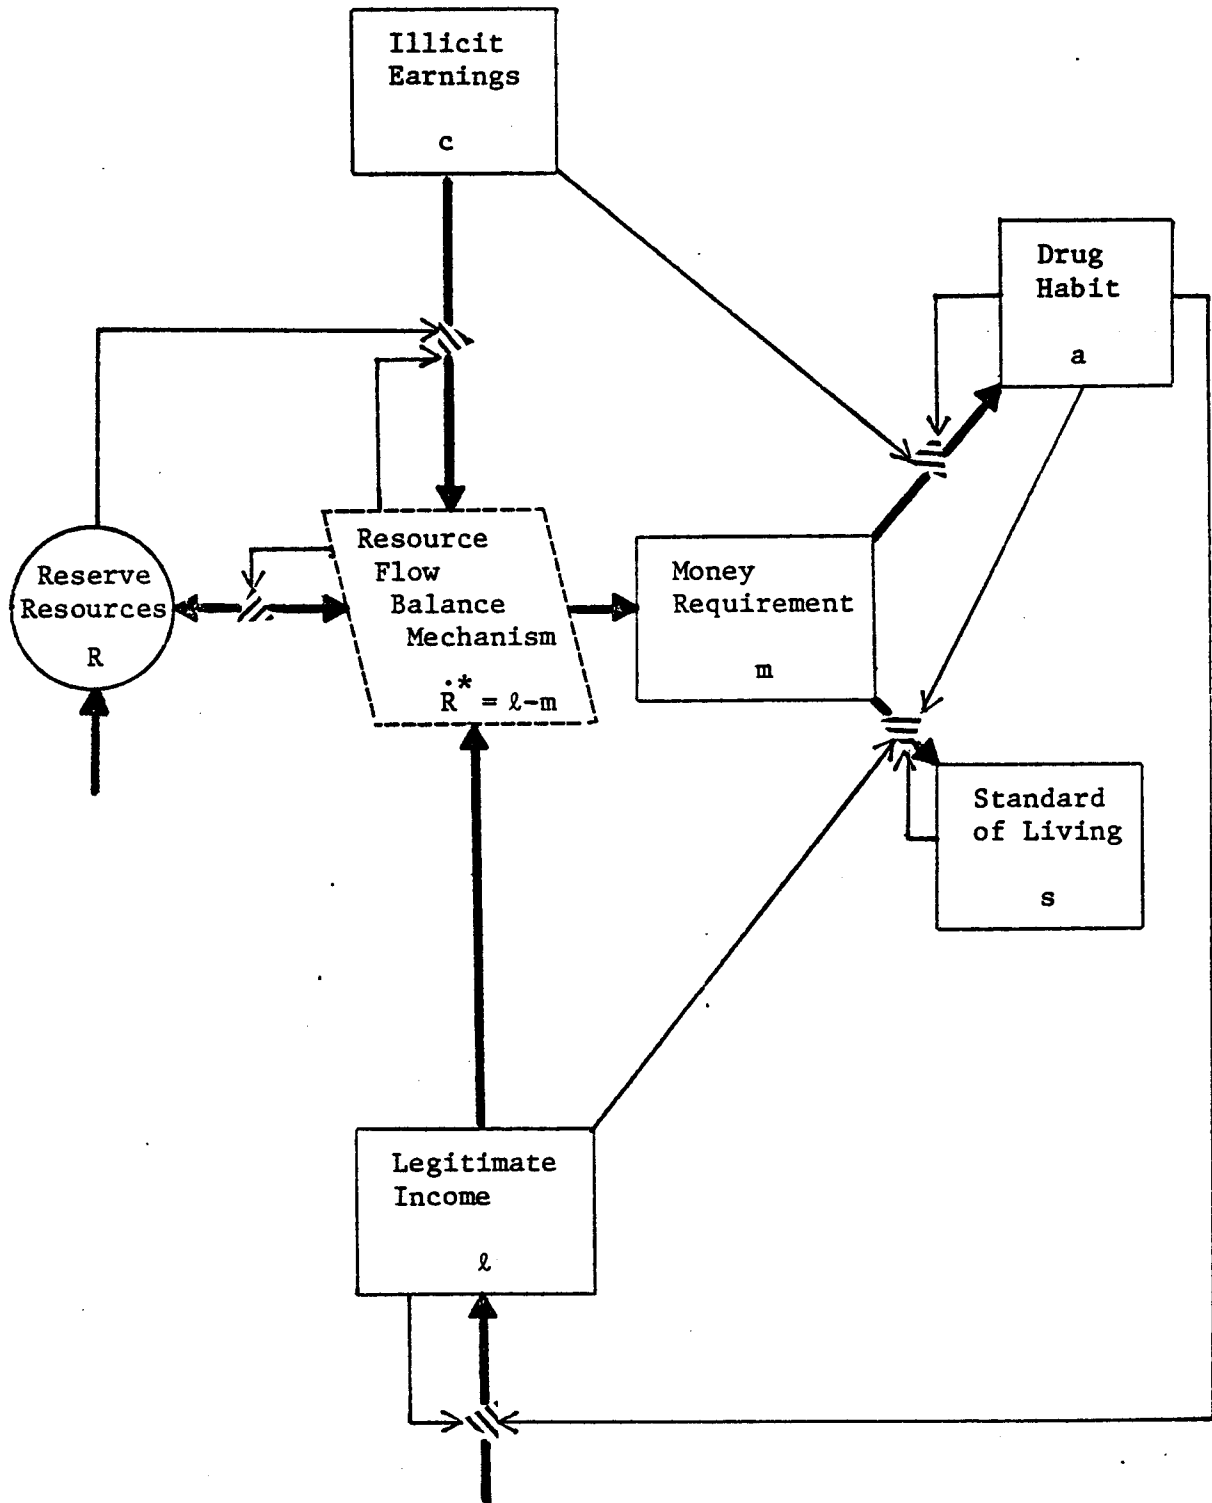 Illicit
Earnings
c
Drug
Habit
a
Reserve
Resources
R
Resource
Flow
Balance
Mechanism
Ṙ* = ℓ-m
Money
Requirement
m
Standard
of Living
s
Legitimate
Income
ℓ